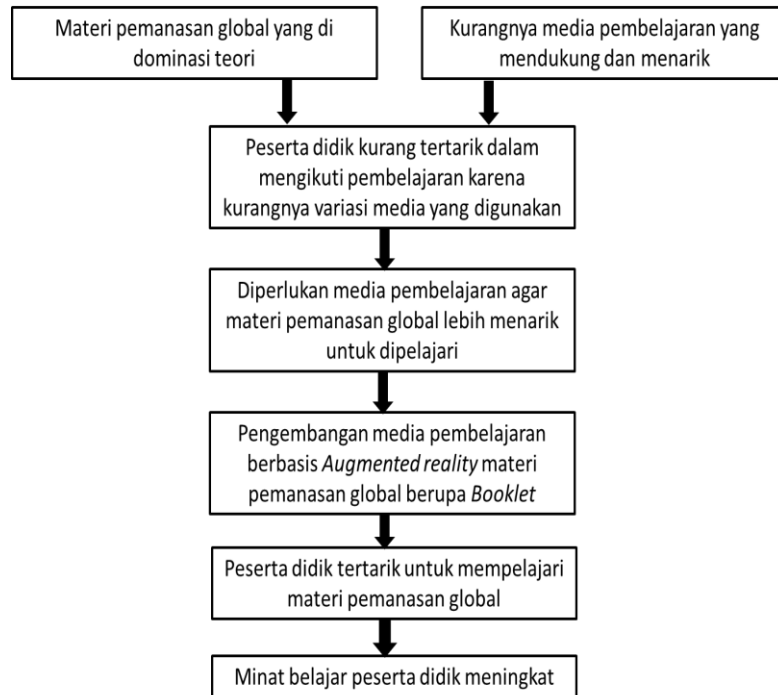 Materi pemanasan global yang di
dominasi teori
Kurangnya media pembelajaran yang
mendukung dan menarik
Peserta didik kurang tertarik dalam
mengikuti pembelajaran karena
kurangnya variasi media yang digunakan
Diperlukan media pembelajaran agar
materi pemanasan global lebih menarik
untuk dipelajari
Pengembangan media pembelajaran
berbasis Augmented reality materi
pemanasan global berupa Booklet
Peserta didik tertarik untuk mempelajari
materi pemanasan global
Minat belajar peserta didik meningkat